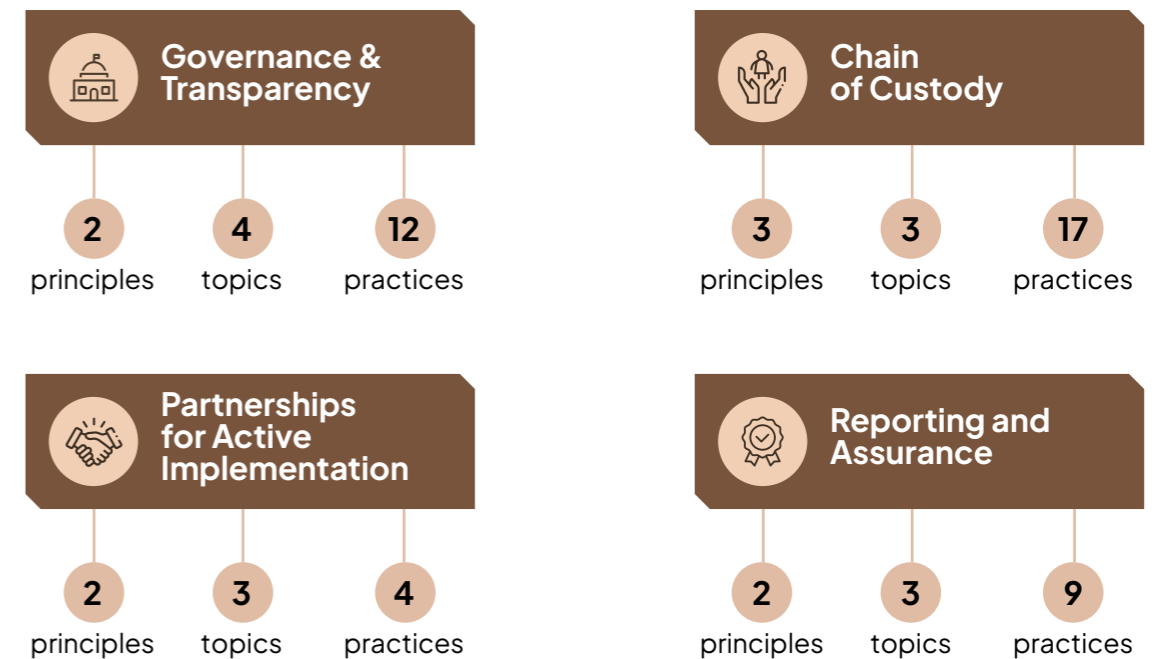 Governance &
Transparency
2
4
12
principles
topics
practices
Chain
of Custody
3
3
17
principles
topics
practices
Partnerships
for Active
Implementation
2
3
4
principles
topics
practices
Reporting and
Assurance
2
3
9
principles
topics
practices